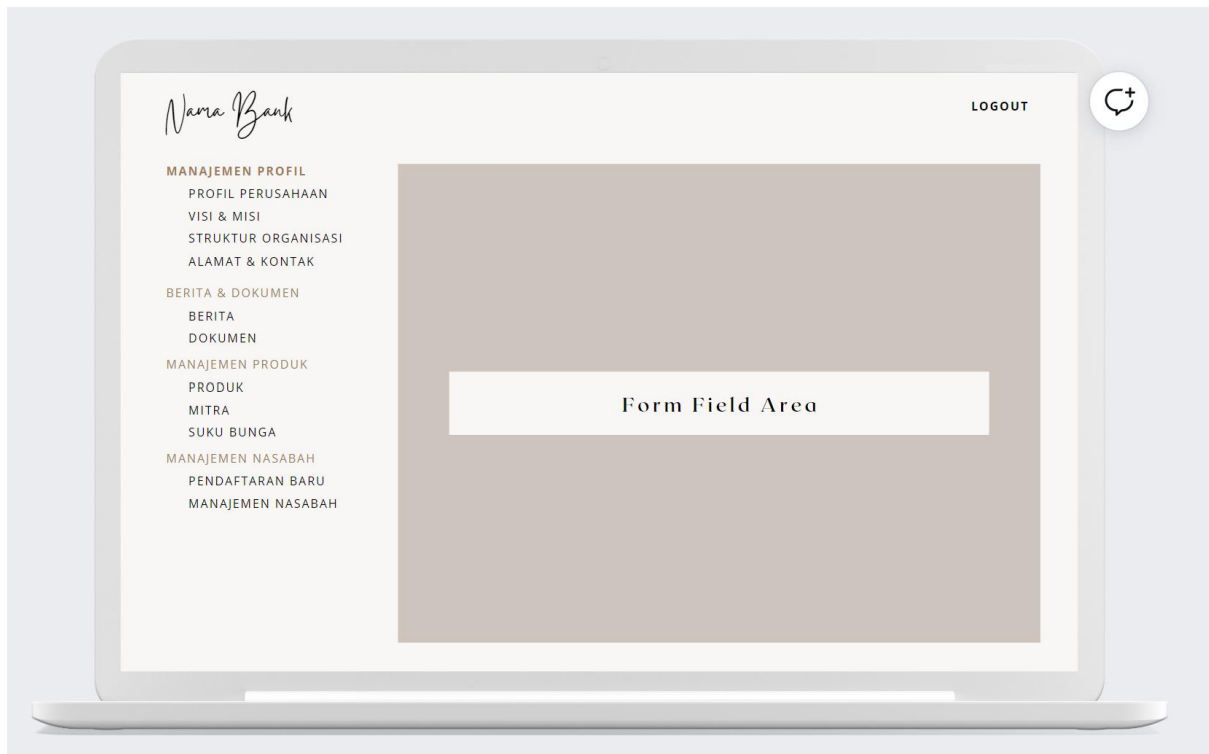 Nama Bank
LOGOUT
MANAJEMEN PROFIL
PROFIL PERUSAHAAN
VISI & MISI
STRUKTUR ORGANISASI
ALAMAT & KONTAK
BERITA & DOKUMEN
BERITA
DOKUMEN
MANAJEMEN PRODUK
PRODUK
MITRA
SUKU BUNGA
MANAJEMEN NASABAH
PENDAFTARAN BARU
MANAJEMEN NASABAH
Form Field Area